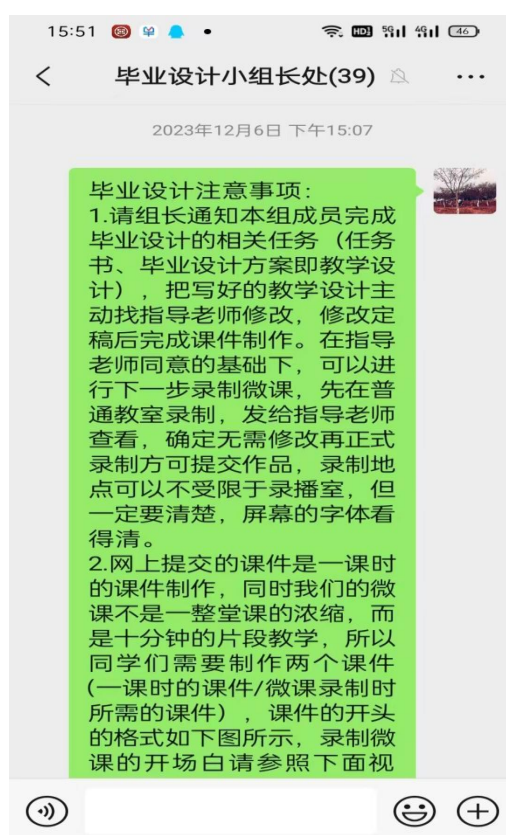 15:51
HD 5G 4G 46
毕业设计小组长处(39)
2023年12月6日 下午15:07
毕业设计注意事项:
1.请组长通知本组成员完成
毕业设计的相关任务（任务
书、毕业设计方案即教学设
计），把写好的教学设计主
动找指导老师修改，修改定
稿后完成课件制作。在指导
老师同意的基础下，可以进
行下一步录制微课，先在普
通教室录制，发给指导老师
查看，确定无需修改再正式
录制方可提交作品，录制地
点可以不受限于录播室，但
一定要清楚，屏幕的字体看
得清。
2.网上提交的课件是一课时
的课件制作，同时我们的微
课不是一整堂课的浓缩，而
是十分钟的片段教学，所以
同学们需要制作两个课件
(一课时的课件/微课录制时
所需的课件），课件的开头
的格式如下图所示，录制微
课的开场白请参照下面视